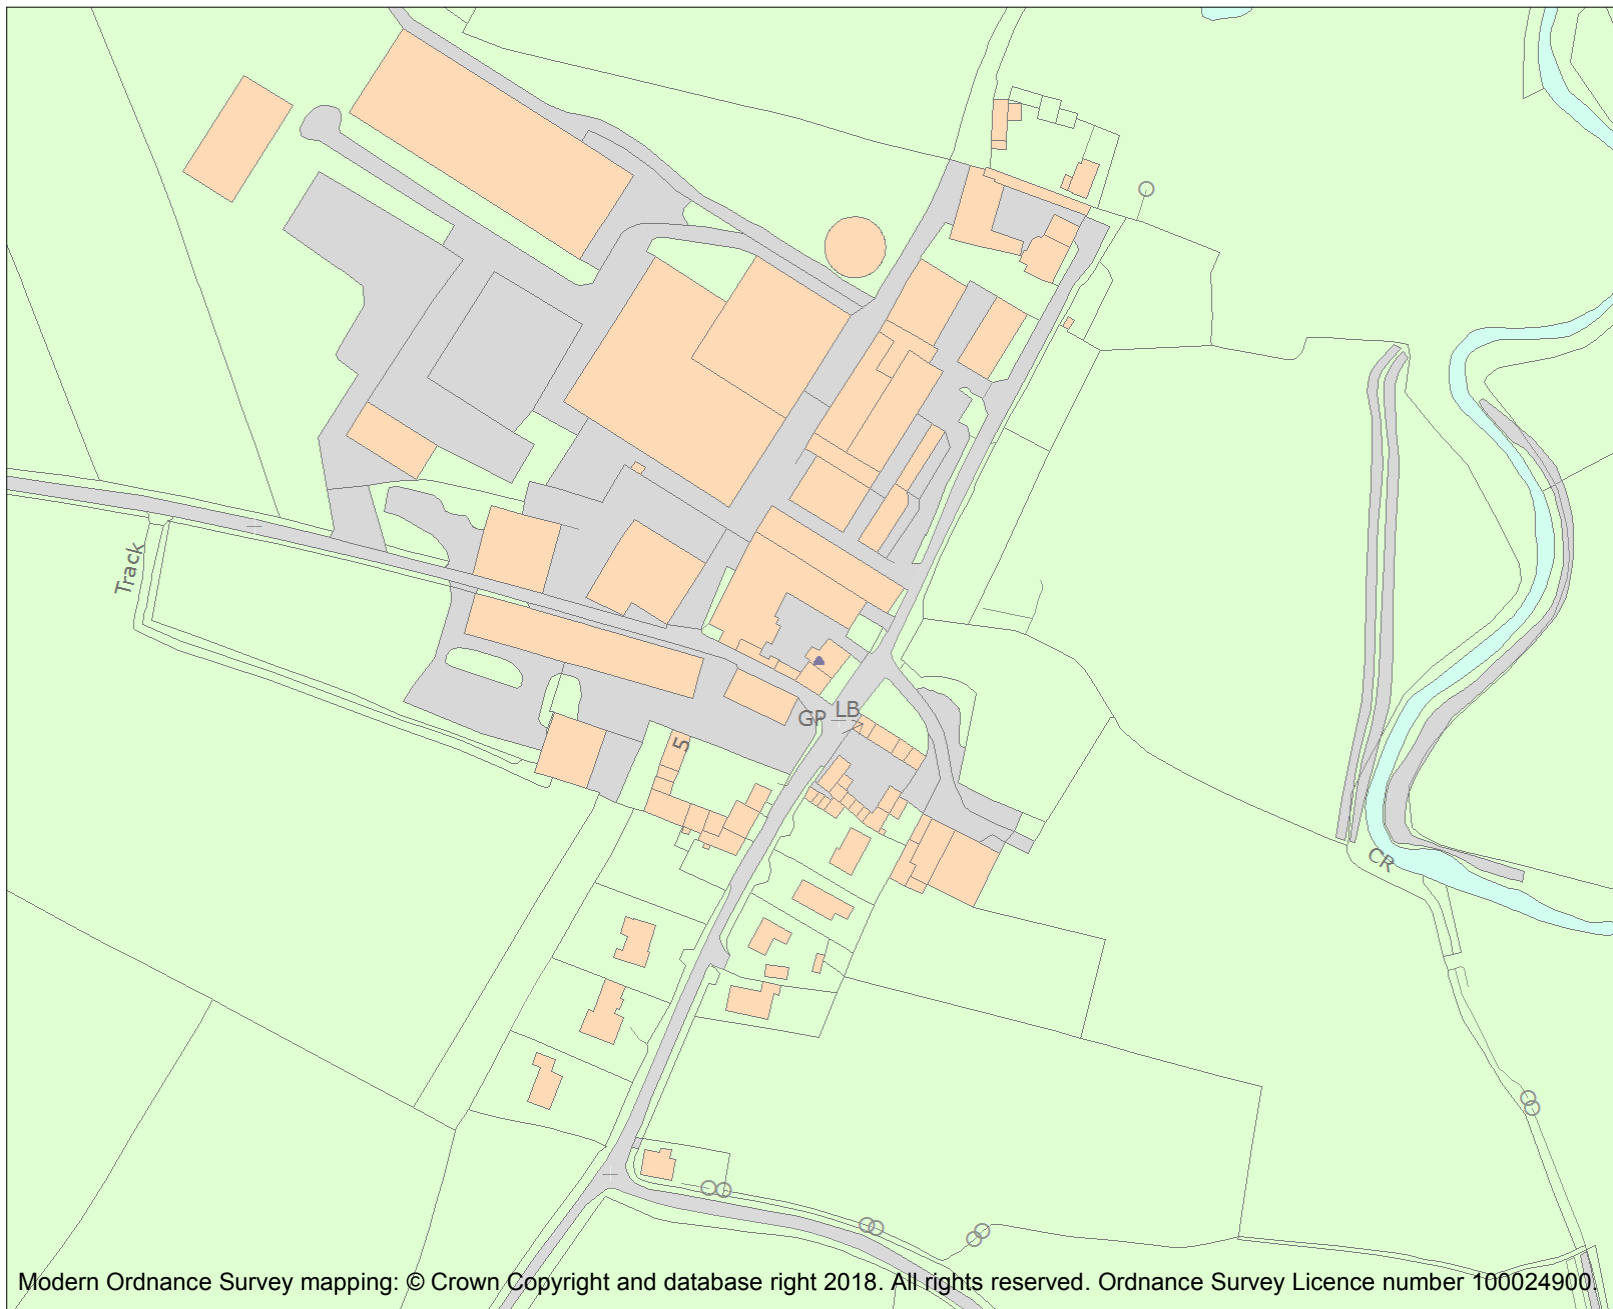 Track
GP
LB
5
CR
Modern Ordnance Survey mapping: © Crown Copyright and database right 2018. All rights reserved. Ordnance Survey Licence number 100024900.